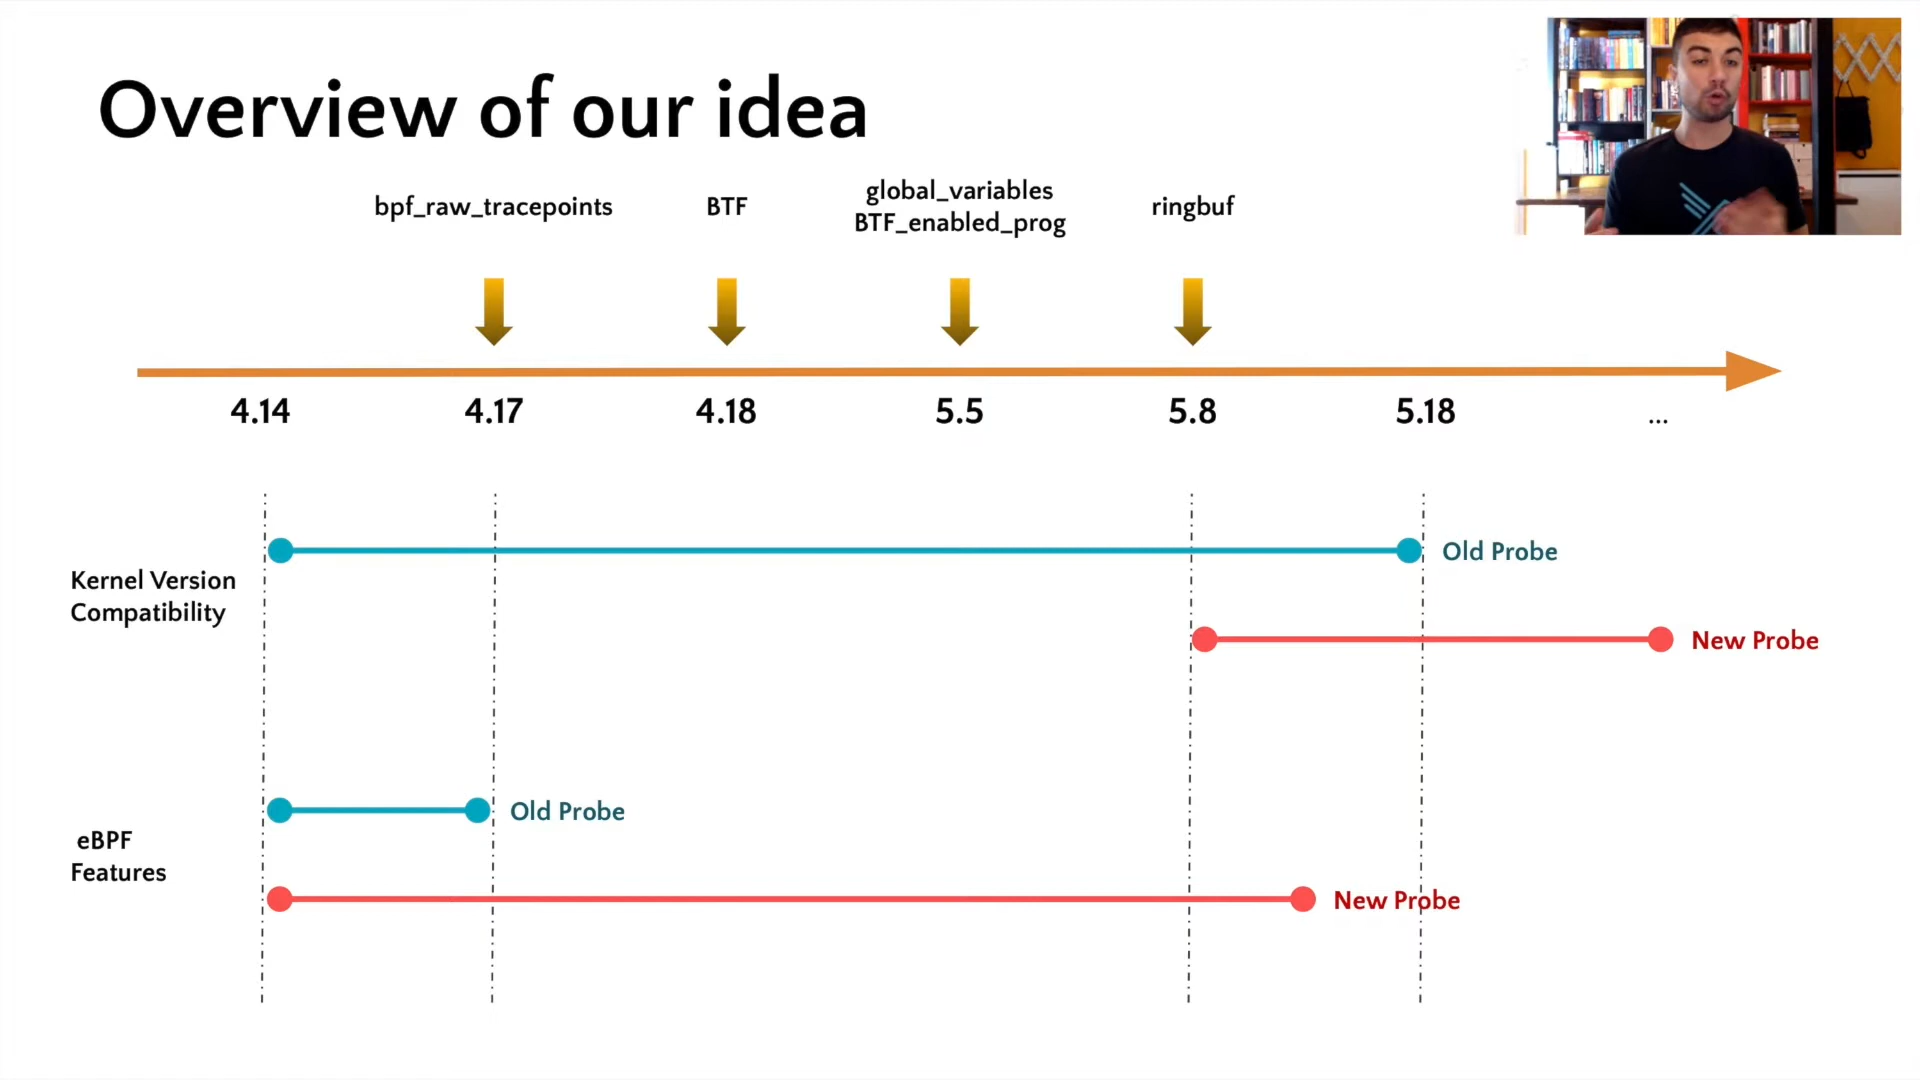 Overview of our idea
bpf_raw_tracepoints
BTF
global_variables
BTF_enabled_prog
ringbuf
4.14
4.17
4.18
5.5
5.8
5.18
...
Kernel Version
Compatibility
Old Probe
New Probe
eBPF
Features
Old Probe
New Probe